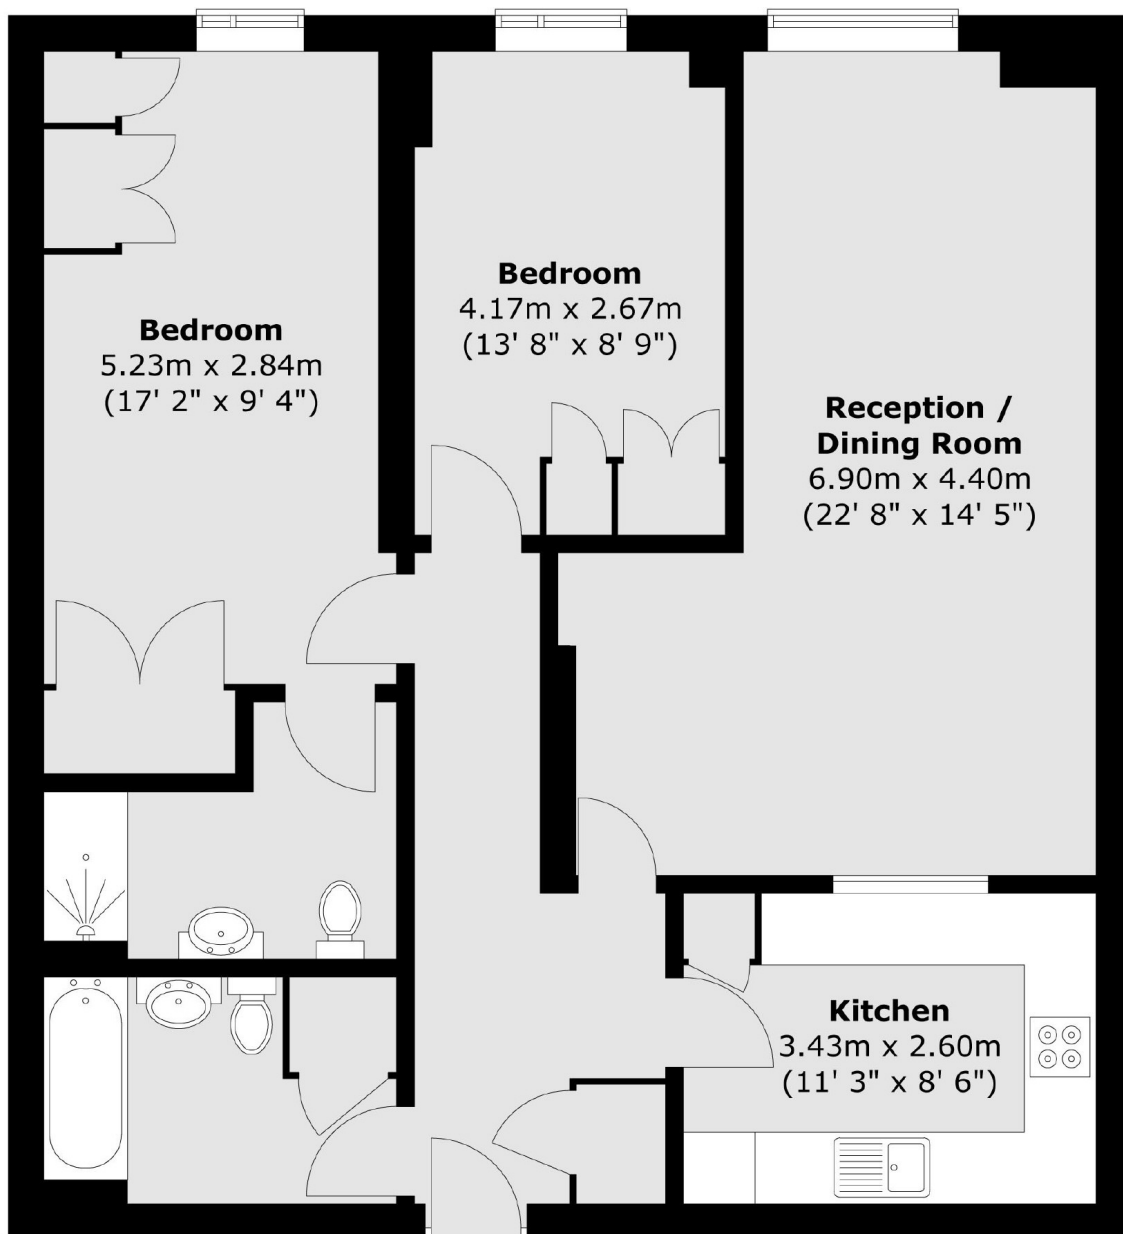 Bedroom
5.23m x 2.84m
(17' 2" x 9' 4")
Bedroom
4.17m x 2.67m
(13' 8" x 8' 9")
Reception /
Dining Room
6.90m x 4.40m
(22' 8" x 14' 5")
Kitchen
3.43m x 2.60m
(11' 3" x 8' 6")